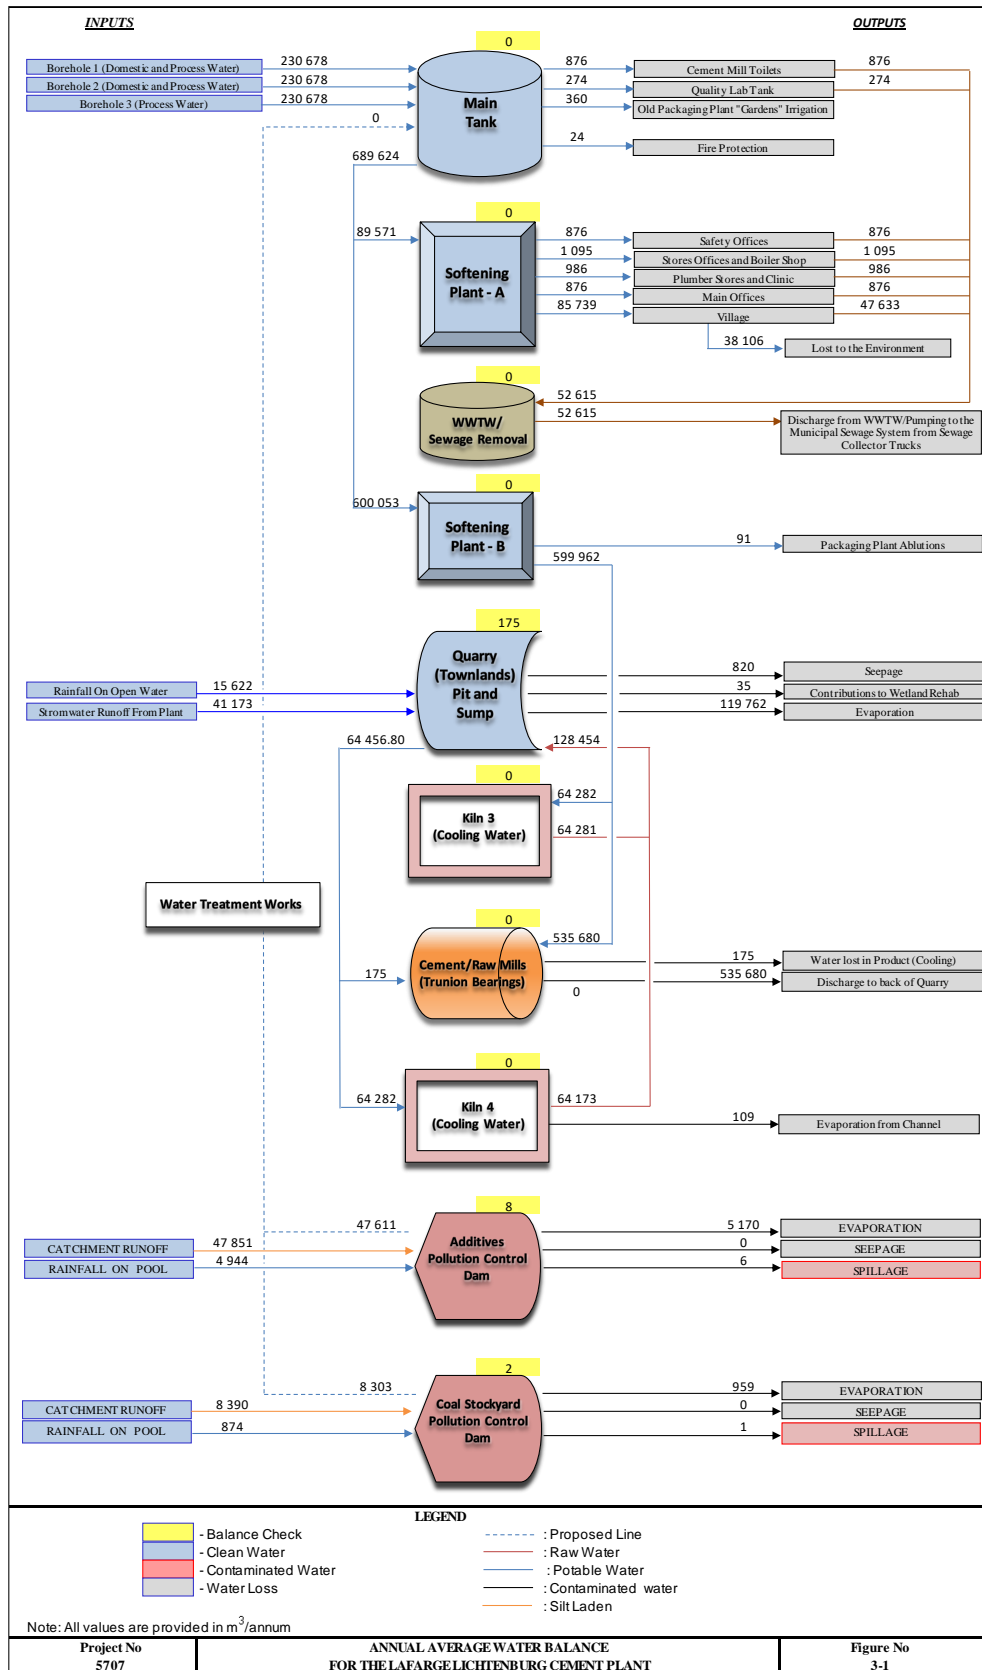 INPUTS
OUTPUTS
0
Borehole 1 (Domestic and Process Water)
230 678
Borehole 2 (Domestic and Process Water)
230 678
Borehole 3 (Process Water)
230 678
0
Main
Tank
876
Cement Mill Toilets
876
274
Quality Lab Tank
274
360
Old Packaging Plant "Gardens" Irrigation
24
Fire Protection
689 624
0
89 571
Softening
Plant - A
876
Safety Offices
876
1 095
Stores Offices and Boiler Shop
1 095
986
Plumber Stores and Clinic
986
876
Main Offices
876
85 739
Village
47 633
38 106
Lost to the Environment
0
WWTW/
Sewage Removal
52 615
52 615
Discharge from WWTW/Pumping to the
Municipal Sewage System from Sewage
Collector Trucks
0
600 053
Softening
Plant - B
91
Packaging Plant Ablutions
599 962
175
Quarry
(Townlands)
Pit and
Sump
Rainfall On Open Water
15 622
Stromwater Runoff From Plant
41 173
820
Seepage
35
Contributions to Wetland Rehab
119 762
Evaporation
64 456.80
128 454
0
Kiln 3
(Cooling Water)
64 282
64 281
Water Treatment Works
0
Cement/Raw Mills
(Trunion Bearings)
535 680
175
175
Water lost in Product (Cooling)
535 680
Discharge to back of Quarry
0
0
64 282
Kiln 4
(Cooling Water)
64 173
109
Evaporation from Channel
8
47 611
Additives
Pollution Control
Dam
CATCHMENT RUOFF
47 851
RAINFALL ON POOL
4 944
5 170
EVAPORATION
0
SEEPAGE
6
SPILLAGE
2
8 303
Coal Stockyard
Pollution Control
Dam
CATCHMENT RUOFF
8 390
RAINFALL ON POOL
874
959
EVAPORATION
0
SEEPAGE
1
SPILLAGE
LEGEND
- Balance Check
- Clean Water
- Contaminated Water
- Water Loss
: Proposed Line
: Raw Water
: Potable Water
: Contaminated water
: Silt Laden
Note: All values are provided in m³/annum
Project No
5707
ANNUAL AVERAGE WATER BALANCE
FOR THE LAFARGE LICHTENBURG CEMENT PLANT
Figure No
3-1